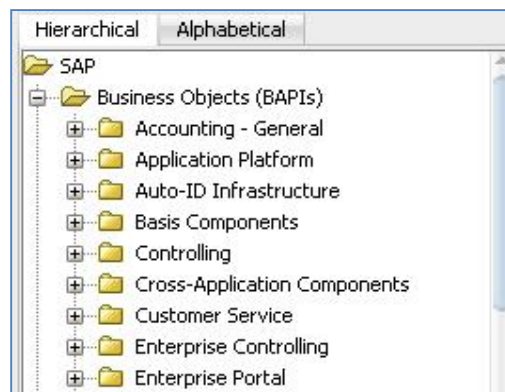 Hierarchical Alphabetical
SAP
Business Objects (BAPIs)
Accounting - General
Application Platform
Auto-ID Infrastructure
Basis Components
Controlling
Cross-Application Components
Customer Service
Enterprise Controlling
Enterprise Portal